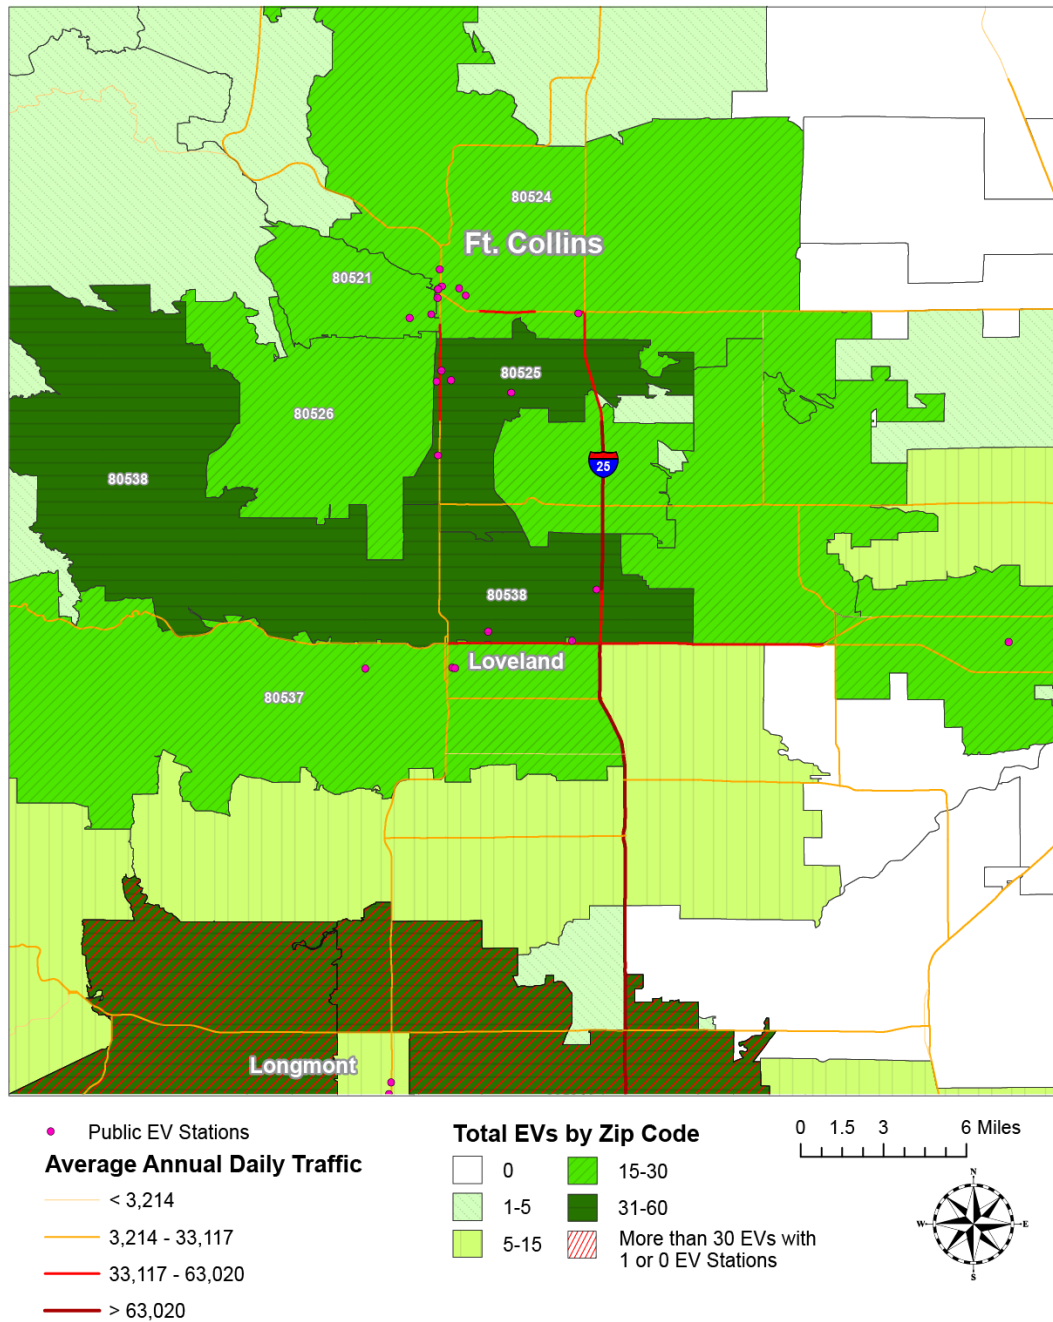 80524
Ft. Collins
80521
80525
80526
25
80538
80538
Loveland
80537
Longmont
Public EV Stations
Average Annual Daily Traffic
< 3,214
3,214 - 33,117
33,117 - 63,020
> 63,020
Total EVs by Zip Code
0
1-5
5-15
15-30
31-60
More than 30 EVs with
1 or 0 EV Stations
0 1.5 3 6 Miles
N
W E
S